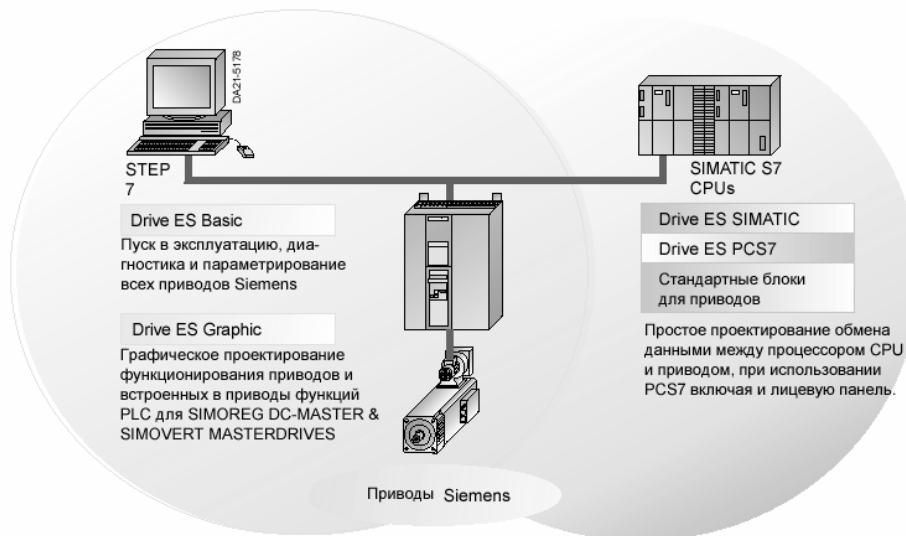 DA21-5178
STEP
7
Drive ES Basic
Пуск в эксплуатацию, диа-
гностика и параметрирование
всех приводов Siemens
Drive ES Graphic
Графическое проектирование
функционирования приводов и
встроенных в приводы функций
PLC для SIMOREG DC-MASTER &
SIMOVERT MASTERDRIVES
SIMATIC S7
CPUs
Drive ES SIMATIC
Drive ES PCS7
Стандартные блоки
для приводов
Простое проектирование обмена
данными между процессором CPU
и приводом, при использовании
PCS7 включая и лицевую панель.
Приводы Siemens